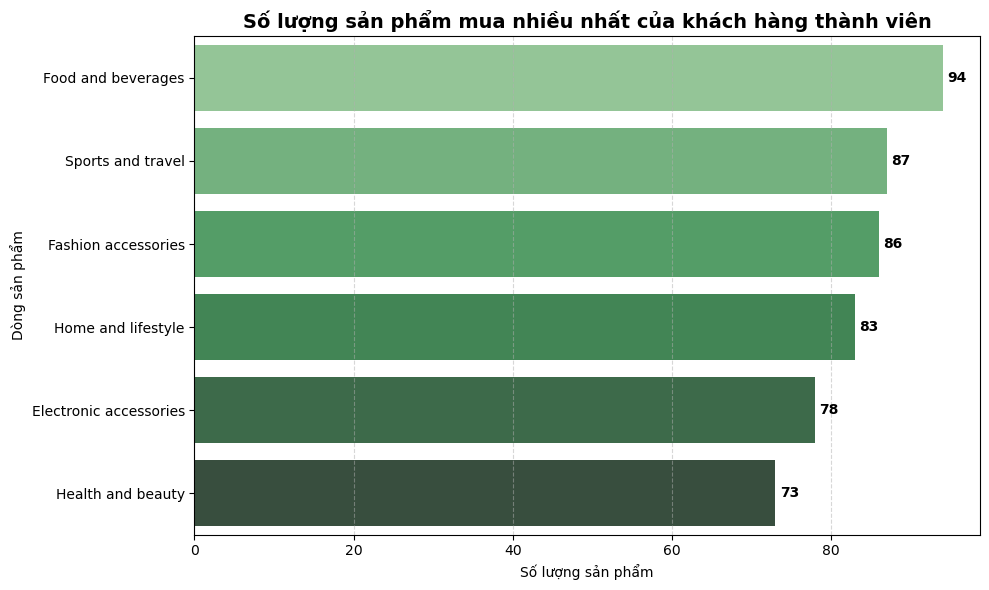 Số lượng sản phẩm mua nhiều nhất của khách hàng thành viên
Dòng sản phẩm
Food and beverages 94
Sports and travel 87
Fashion accessories 86
Home and lifestyle 83
Electronic accessories 78
Health and beauty 73
0 20 40 60 80
Số lượng sản phẩm